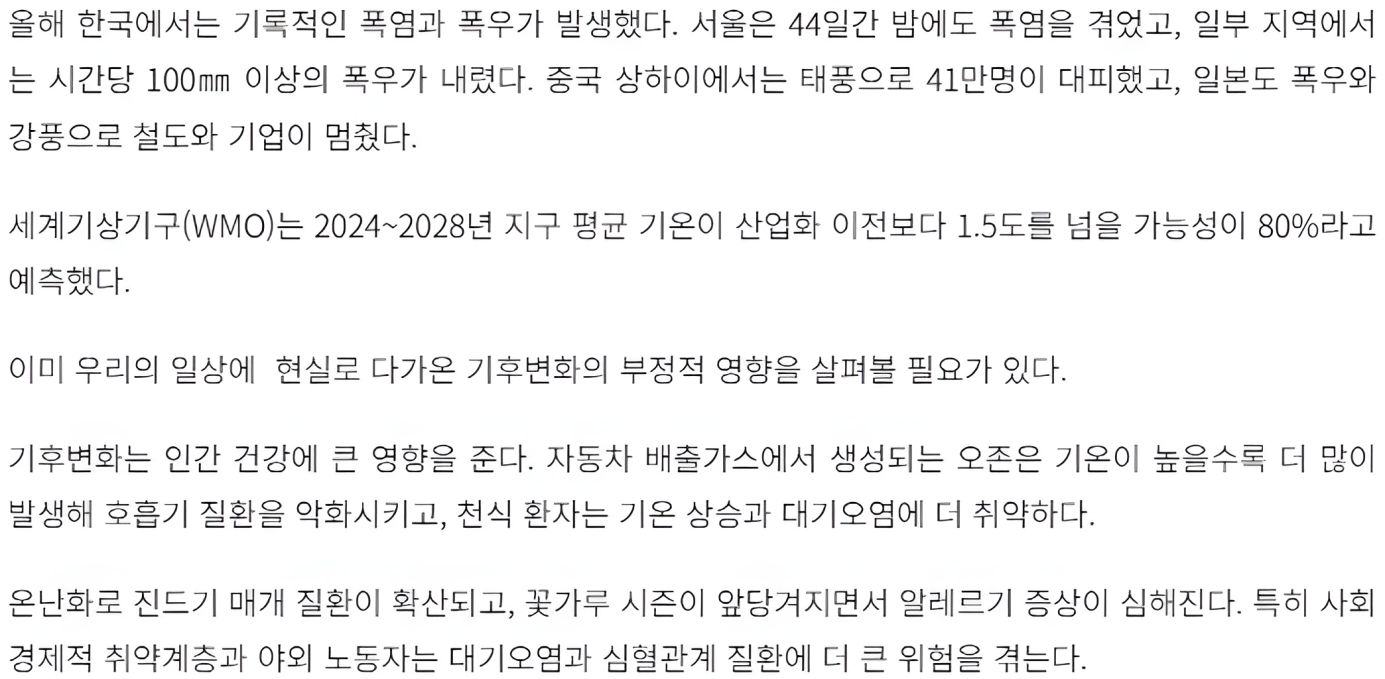 올해 한국에서는 기록적인 폭염과 폭우가 발생했다. 서울은 44일간 밤에도 폭염을 겪었고, 일부 지역에서
는 시간당 100㎜ 이상의 폭우가 내렸다. 중국 상하이에서는 태풍으로 41만명이 대피했고, 일본도 폭우와
강풍으로 철도와 기업이 멈췄다.
세계기상기구(WMO)는 2024~2028년 지구 평균 기온이 산업화 이전보다 1.5도를 넘을 가능성이 80%라고
예측했다.
이미 우리의 일상에  현실로 다가온 기후변화의 부정적 영향을 살펴볼 필요가 있다.
기후변화는 인간 건강에 큰 영향을 준다. 자동차 배출가스에서 생성되는 오존은 기온이 높을수록 더 많이
발생해 호흡기 질환을 악화시키고, 천식 환자는 기온 상승과 대기오염에 더 취약하다.
온난화로 진드기 매개 질환이 확산되고, 꽃가루 시즌이 앞당겨지면서 알레르기 증상이 심해진다. 특히 사회
경제적 취약계층과 야외 노동자는 대기오염과 심혈관계 질환에 더 큰 위험을 겪는다.